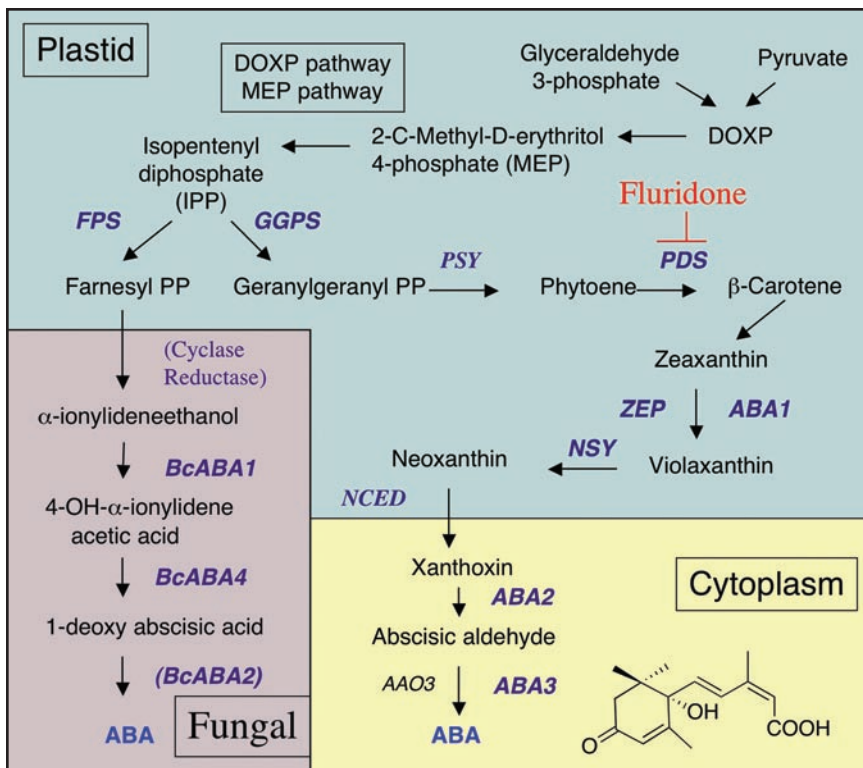 Plastid
DOXP pathway
MEP pathway
Glyceraldehyde
3-phosphate
Pyruvate
Isopentenyl
diphosphate
(IPP)
2-C-Methyl-D-erythritol
4-phosphate (MEP)
DOXP
Fluridone
FPS
GGPS
PSY
PDS
Farnesyl PP
Geranylgeranyl PP
Phytoene
β-Carotene
(Cyclase
Reductase)
Zeaxanthin
α-ionylideneethanol
ZEP
ABA1
BcABA1
Neoxanthin
NSY
Violaxanthin
4-OH-α-ionylidene
acetic acid
NCED
Xanthoxin
Cytoplasm
BcABA4
ABA2
1-deoxy abscisic acid
Abscisic aldehyde
(BcABA2)
AAO3
ABA3
ABA
Fungal
ABA
OH
COOH
O